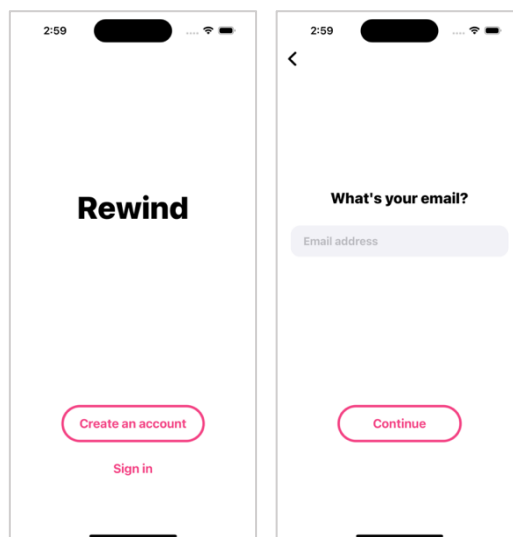 2:59
Rewind
Create an account
Sign in
2:59
What's your email?
Email address
Continue